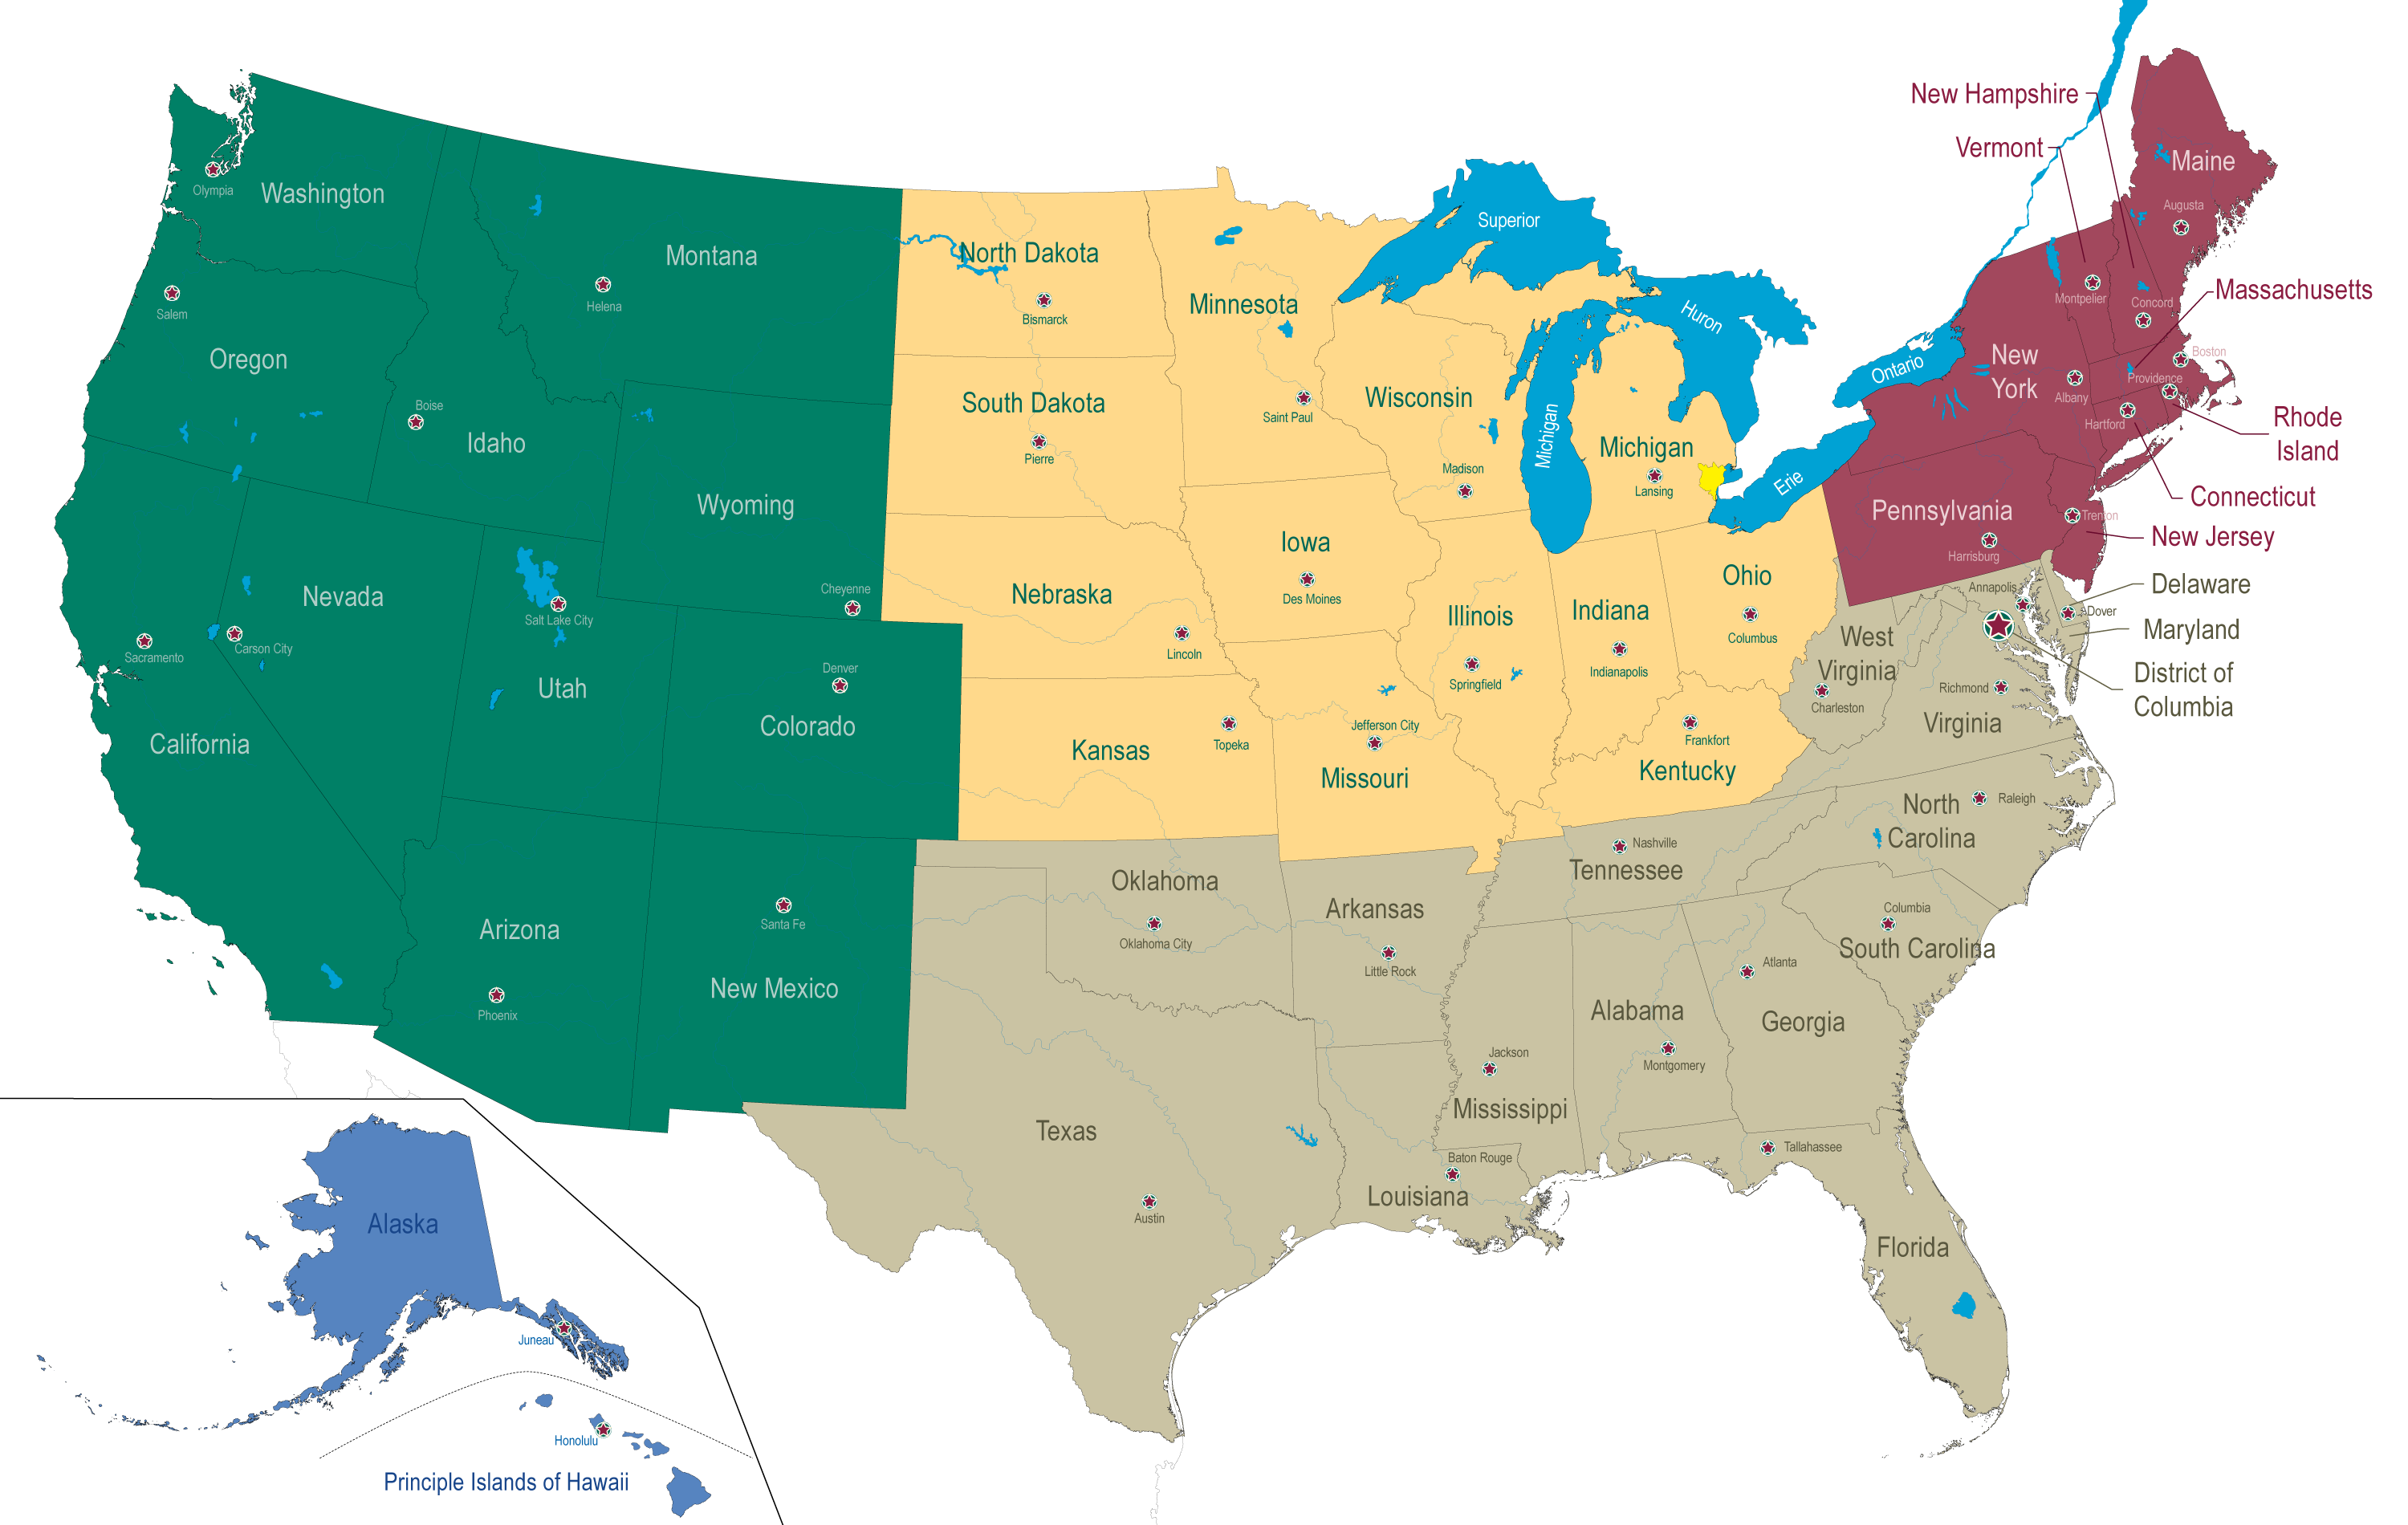 New Hampshire
Vermont
Maine
Augusta
Washington
Olympia
Montana
Helena
North Dakota
Bismarck
Minnesota
Saint Paul
Superior
Huron
Michigan
Ontario
Erie
Massachusetts
Montpelier
Concord
Boston
Providence
New
York
Albany
Hartford
Rhode
Island
Connecticut
New Jersey
Trenton
Pennsylvania
Harrisburg
Salem
Oregon
Boise
Idaho
South Dakota
Pierre
Wisconsin
Madison
Michigan
Lansing
Wyoming
Cheyenne
Nebraska
Lincoln
Iowa
Des Moines
Illinois
Springfield
Indiana
Indianapolis
Ohio
Columbus
Annapolis
Dover
Delaware
Maryland
District of
Columbia
West
Virginia
Charleston
Richmond
Virginia
Nevada
Carson City
Sacramento
California
Salt Lake City
Utah
Denver
Colorado
Kansas
Topeka
Jefferson City
Missouri
Frankfort
Kentucky
North
Carolina
Raleigh
Nashville
Tennessee
Arizona
Phoenix
Santa Fe
New Mexico
Oklahoma
Oklahoma City
Arkansas
Little Rock
Columbia
South Carolina
Atlanta
Georgia
Alabama
Montgomery
Jackson
Mississippi
Texas
Austin
Baton Rouge
Louisiana
Tallahassee
Florida
Alaska
Juneau
Honolulu
Principle Islands of Hawaii